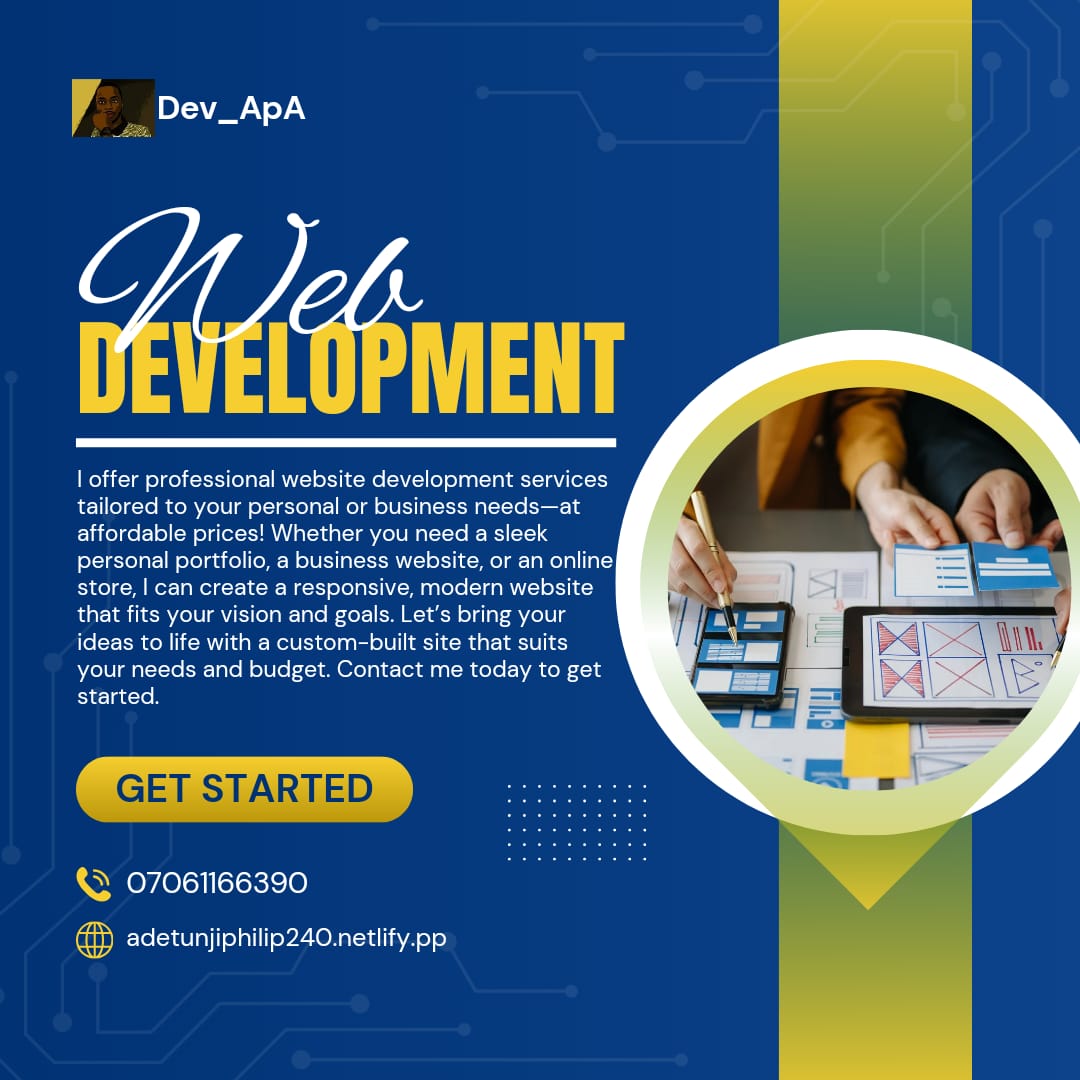 Dev_ApA
Web
DEVELOPMENT
I offer professional website development services
tailored to your personal or business needs—at
affordable prices! Whether you need a sleek
personal portfolio, a business website, or an online
store, I can create a responsive, modern website
that fits your vision and goals. Let’s bring your
ideas to life with a custom-built site that suits
your needs and budget. Contact me today to get
started.
GET STARTED
07061166390
adetunjiphilip240.netlify.pp